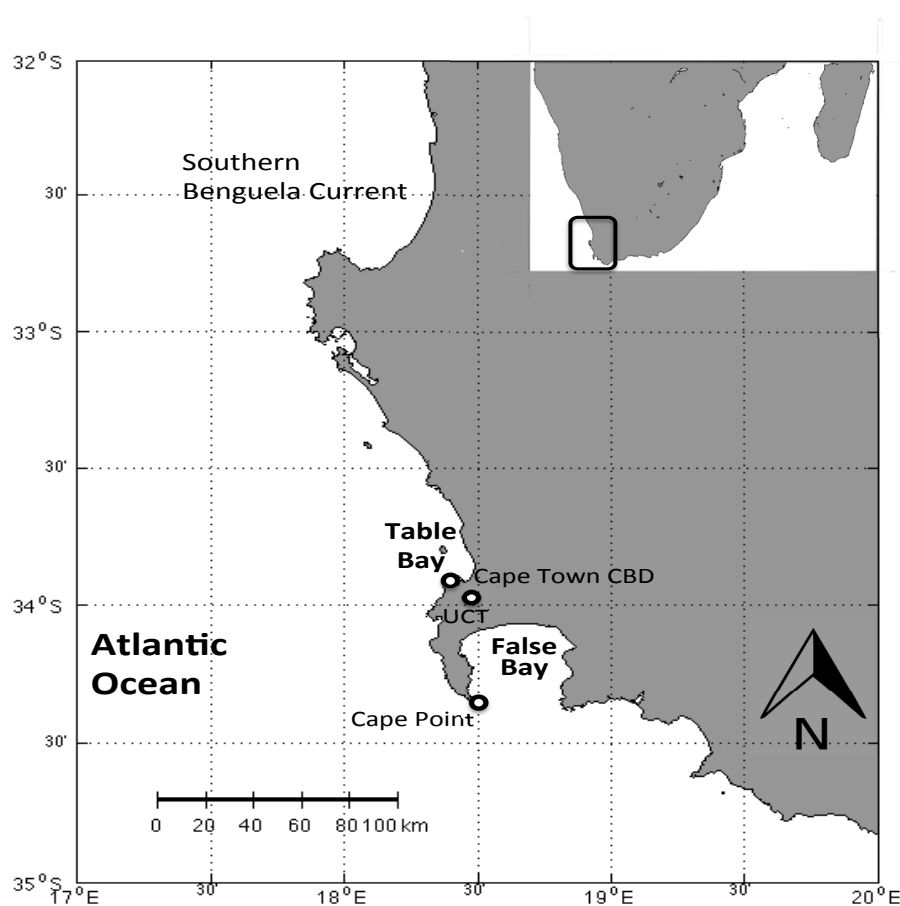 32°S
Southern
Benguela Current
30'
33°S
30'
Table
Bay
Cape Town CBD
34°S
UCT
False
Bay
Atlantic
Ocean
Cape Point
N
30'
0 20 40 60 80 100 km
35°S
17°E 30' 18°E 30' 19°E 30' 20°E